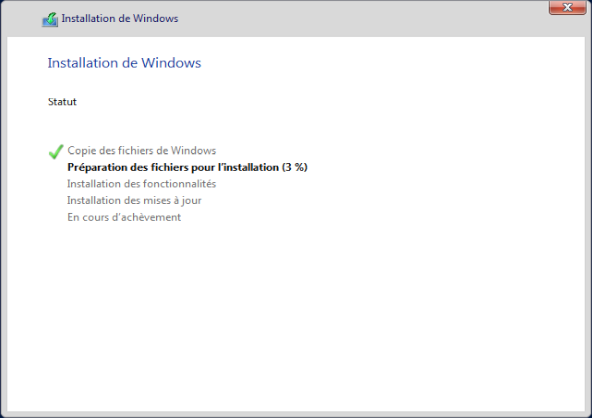 Installation de Windows
Installation de Windows
Statut
Copie des fichiers de Windows
Préparation des fichiers pour l'installation (3 %)
Installation des fonctionnalités
Installation des mises à jour
En cours d'achèvement